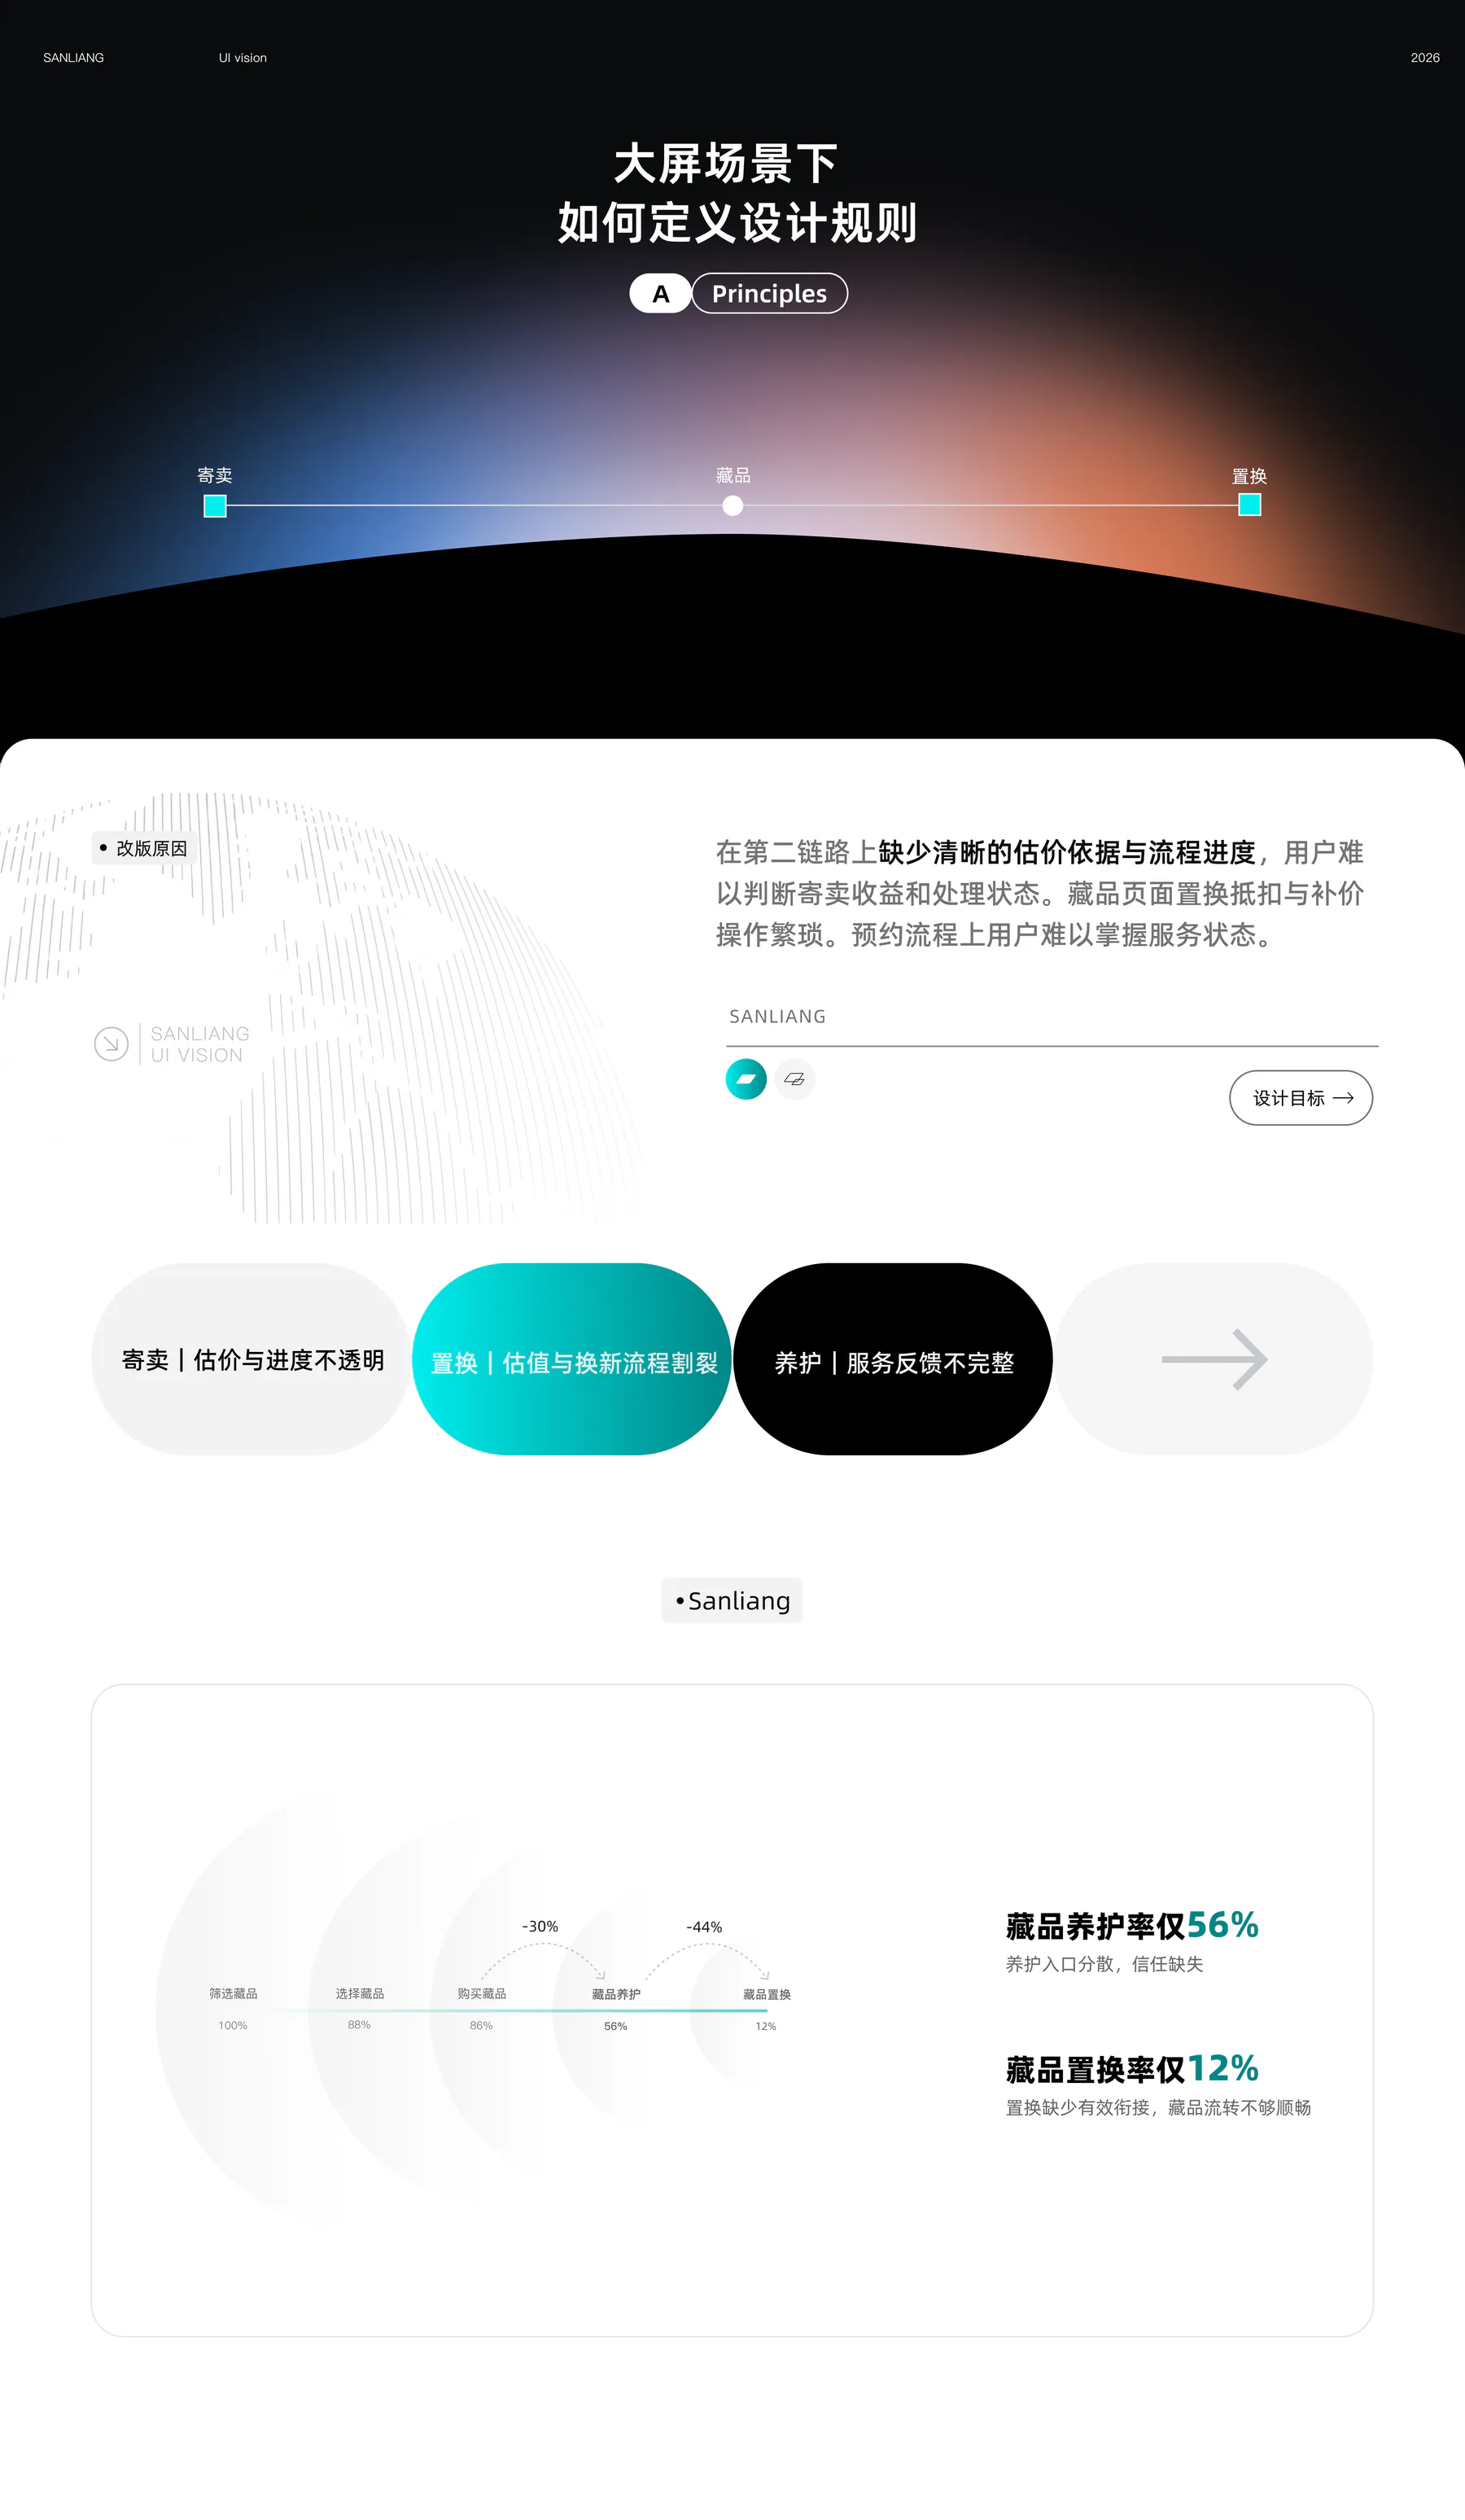 SANLIANG
UI vision
2026
大屏场景下
如何定义设计规则
A
Principles
寄卖
藏品
置换
• 改版原因
在第二链路上缺少清晰的估价依据与流程进度，用户难
以判断寄卖收益和处理状态。藏品页面置换抵扣与补价
操作繁琐。预约流程上用户难以掌握服务状态。
SANLIANG
UI VISION
SANLIANG
设计目标
寄卖｜估价与进度不透明
置换｜估值与换新流程割裂
养护｜服务反馈不完整
•Sanliang
-30%
-44%
筛选藏品
选择藏品
购买藏品
藏品养护
藏品置换
100%
88%
86%
56%
12%
藏品养护率仅56%
养护入口分散，信任缺失
藏品置换率仅12%
置换缺少有效衔接，藏品流转不够顺畅